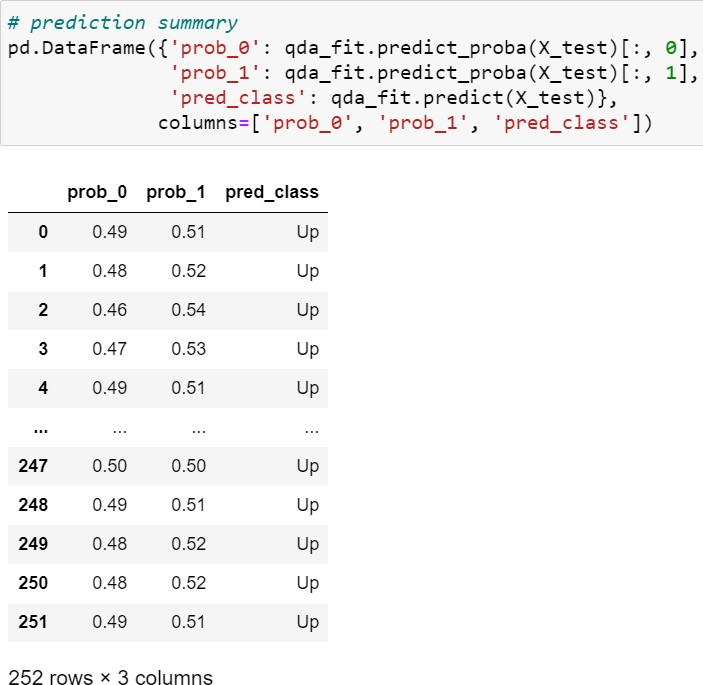 # prediction summary
pd.DataFrame({'prob_0': qda_fit.predict_proba(X_test)[:, 0],
'prob_1': qda_fit.predict_proba(X_test)[:, 1],
'pred_class': qda_fit.predict(X_test)},
columns=['prob_0', 'prob_1', 'pred_class'])
prob_0 prob_1 pred_class
0 0.49 0.51 Up
1 0.48 0.52 Up
2 0.46 0.54 Up
3 0.47 0.53 Up
4 0.49 0.51 Up
... ... ... ...
247 0.50 0.50 Up
248 0.49 0.51 Up
249 0.48 0.52 Up
250 0.48 0.52 Up
251 0.49 0.51 Up
252 rows × 3 columns